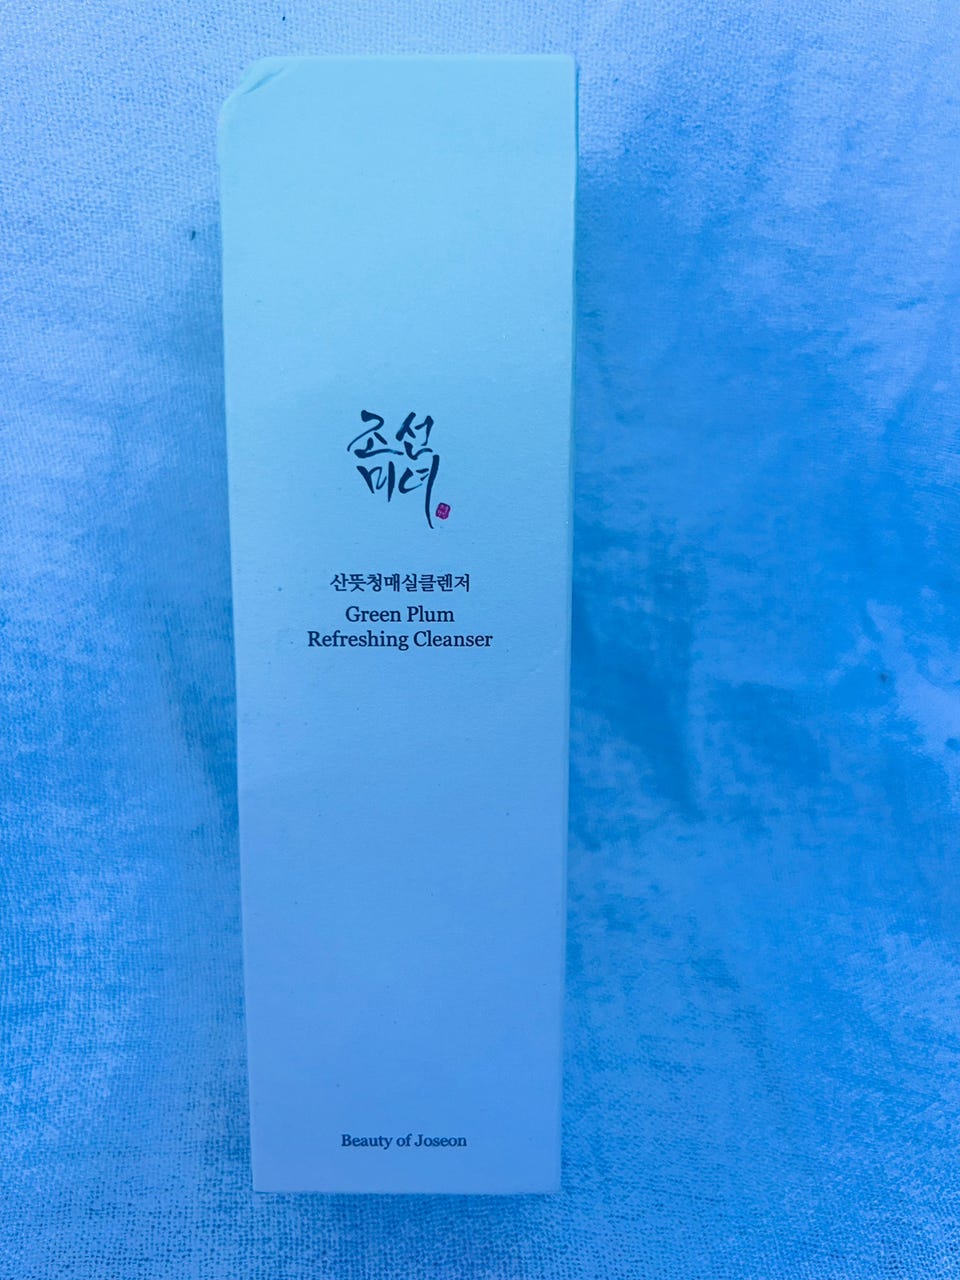 조선
미녀
산뜻청매실클렌저
Green Plum
Refreshing Cleanser
Beauty of Joseon